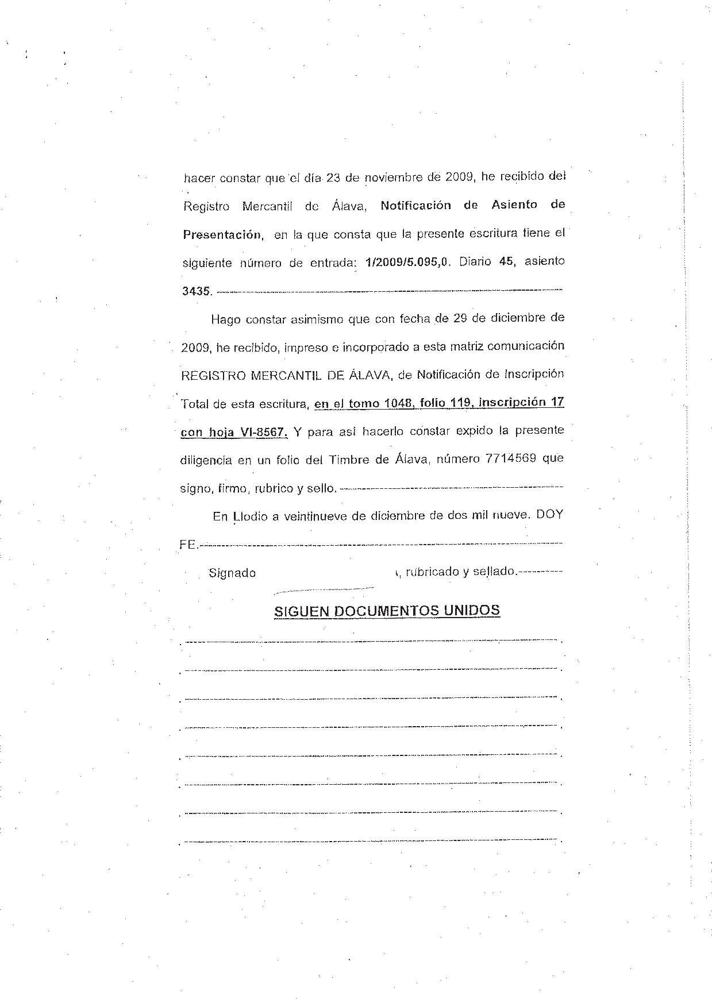 hacer constar que el día 23 de noviembre de 2009, he recibido del
Registro Mercantil de Álava, Notificación de Asiento de
Presentación, en la que consta que la presente escritura tiene el
siguiente número de entrada: 1/2009/5.095,0. Diario 45, asiento
3435. ----------
Hago constar asimismo que con fecha de 29 de diciembre de
2009, he recibido, impreso e incorporado a esta matriz comunicación
REGISTRO MERCANTIL DE ÁLAVA, de Notificación de Inscripción
Total de esta escritura, en el tomo 1048, folio 119, inscripción 17
con hoja VI-8567. Y para así hacerlo constar expido la presente
diligencia en un folio del Timbre de Álava, número 7714569 que
signo, firmo, rubrico y sello. ----------
En Llodio a veintinueve de diciembre de dos mil nueve. DOY
FE.----------
Signado , rubricado y sellado.----------
SIGUEN DOCUMENTOS UNIDOS